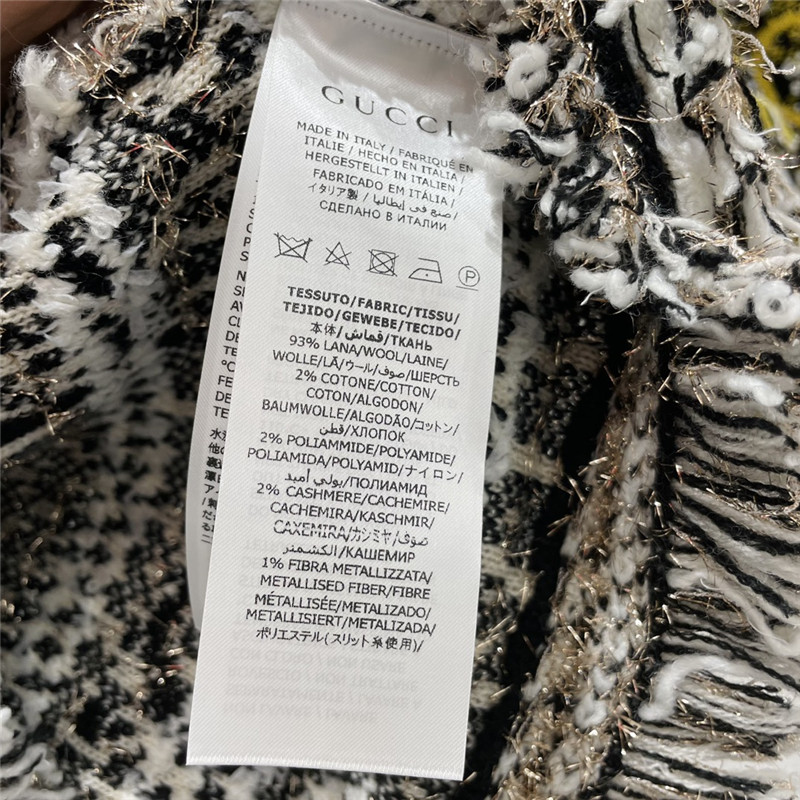 GUCCI
MADE IN ITALY / FABRIQUÉ EN
ITALIE / HECHO EN ITALIA /
HERGESTELLT IN ITALIEN /
FABRICADO EM ITÁLIA /
イタリア製 / صنع في إيطاليا /
СДЕЛАНО В ИТАЛИИ
P
TESSUTO/FABRIC/TISSU/
TEJIDO/GEWEBE/TECIDO/
本体/قماش/ТКАНЬ
93% LANA/WOOL/LAINE/
WOLLE/LÃ/ウール/صوف/ШЕРСТЬ
2% COTONE/COTTON/
COTON/ALGODON/
BAUMWOLLE/ALGODÃO/コットン/
قطن/ХЛОПОК
2% POLIAMMIDE/POLYAMIDE/
POLIAMIDA/POLYAMID/ナイロン/
بولي أميد/ПОЛИАМИД
2% CASHMERE/CACHEMIRE/
CACHEMIRA/KASCHMIR/
CAXEMIRA/カシミヤ/صوف
الكشمير/КАШЕМИР
1% FIBRA METALLIZZATA/
METALLISED FIBER/FIBRE
MÉTALLISÉE/METALIZADO/
METALLISIERT/METALIZADA/
ポリエステル(スリット糸使用)/